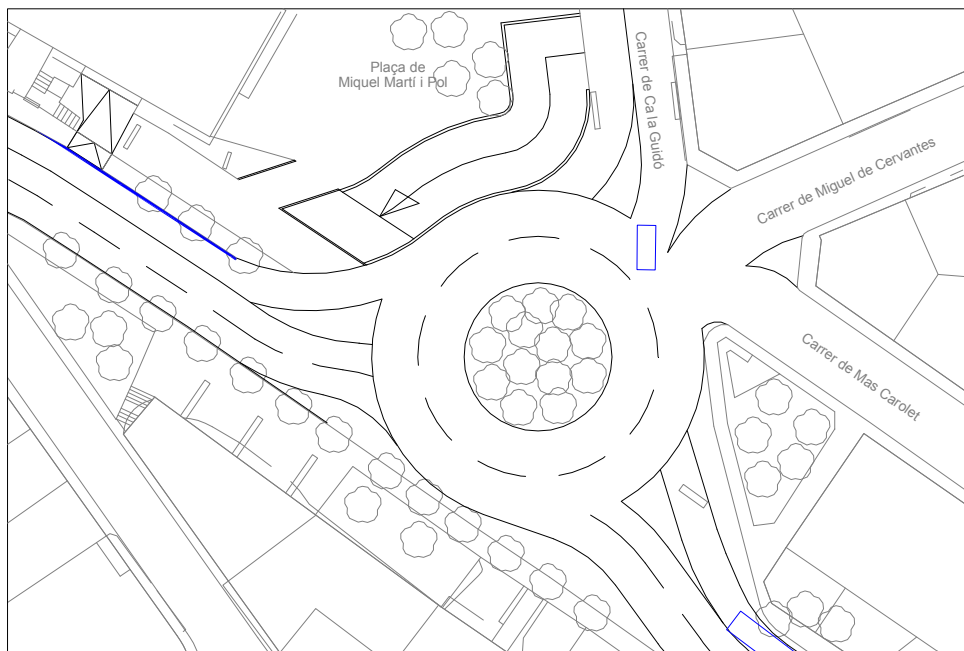 Plaça de
Miquel Martí i Pol
Carrer de Ca la Guidó
Carrer de Miguel de Cervantes
Carrer de Mas Carolet